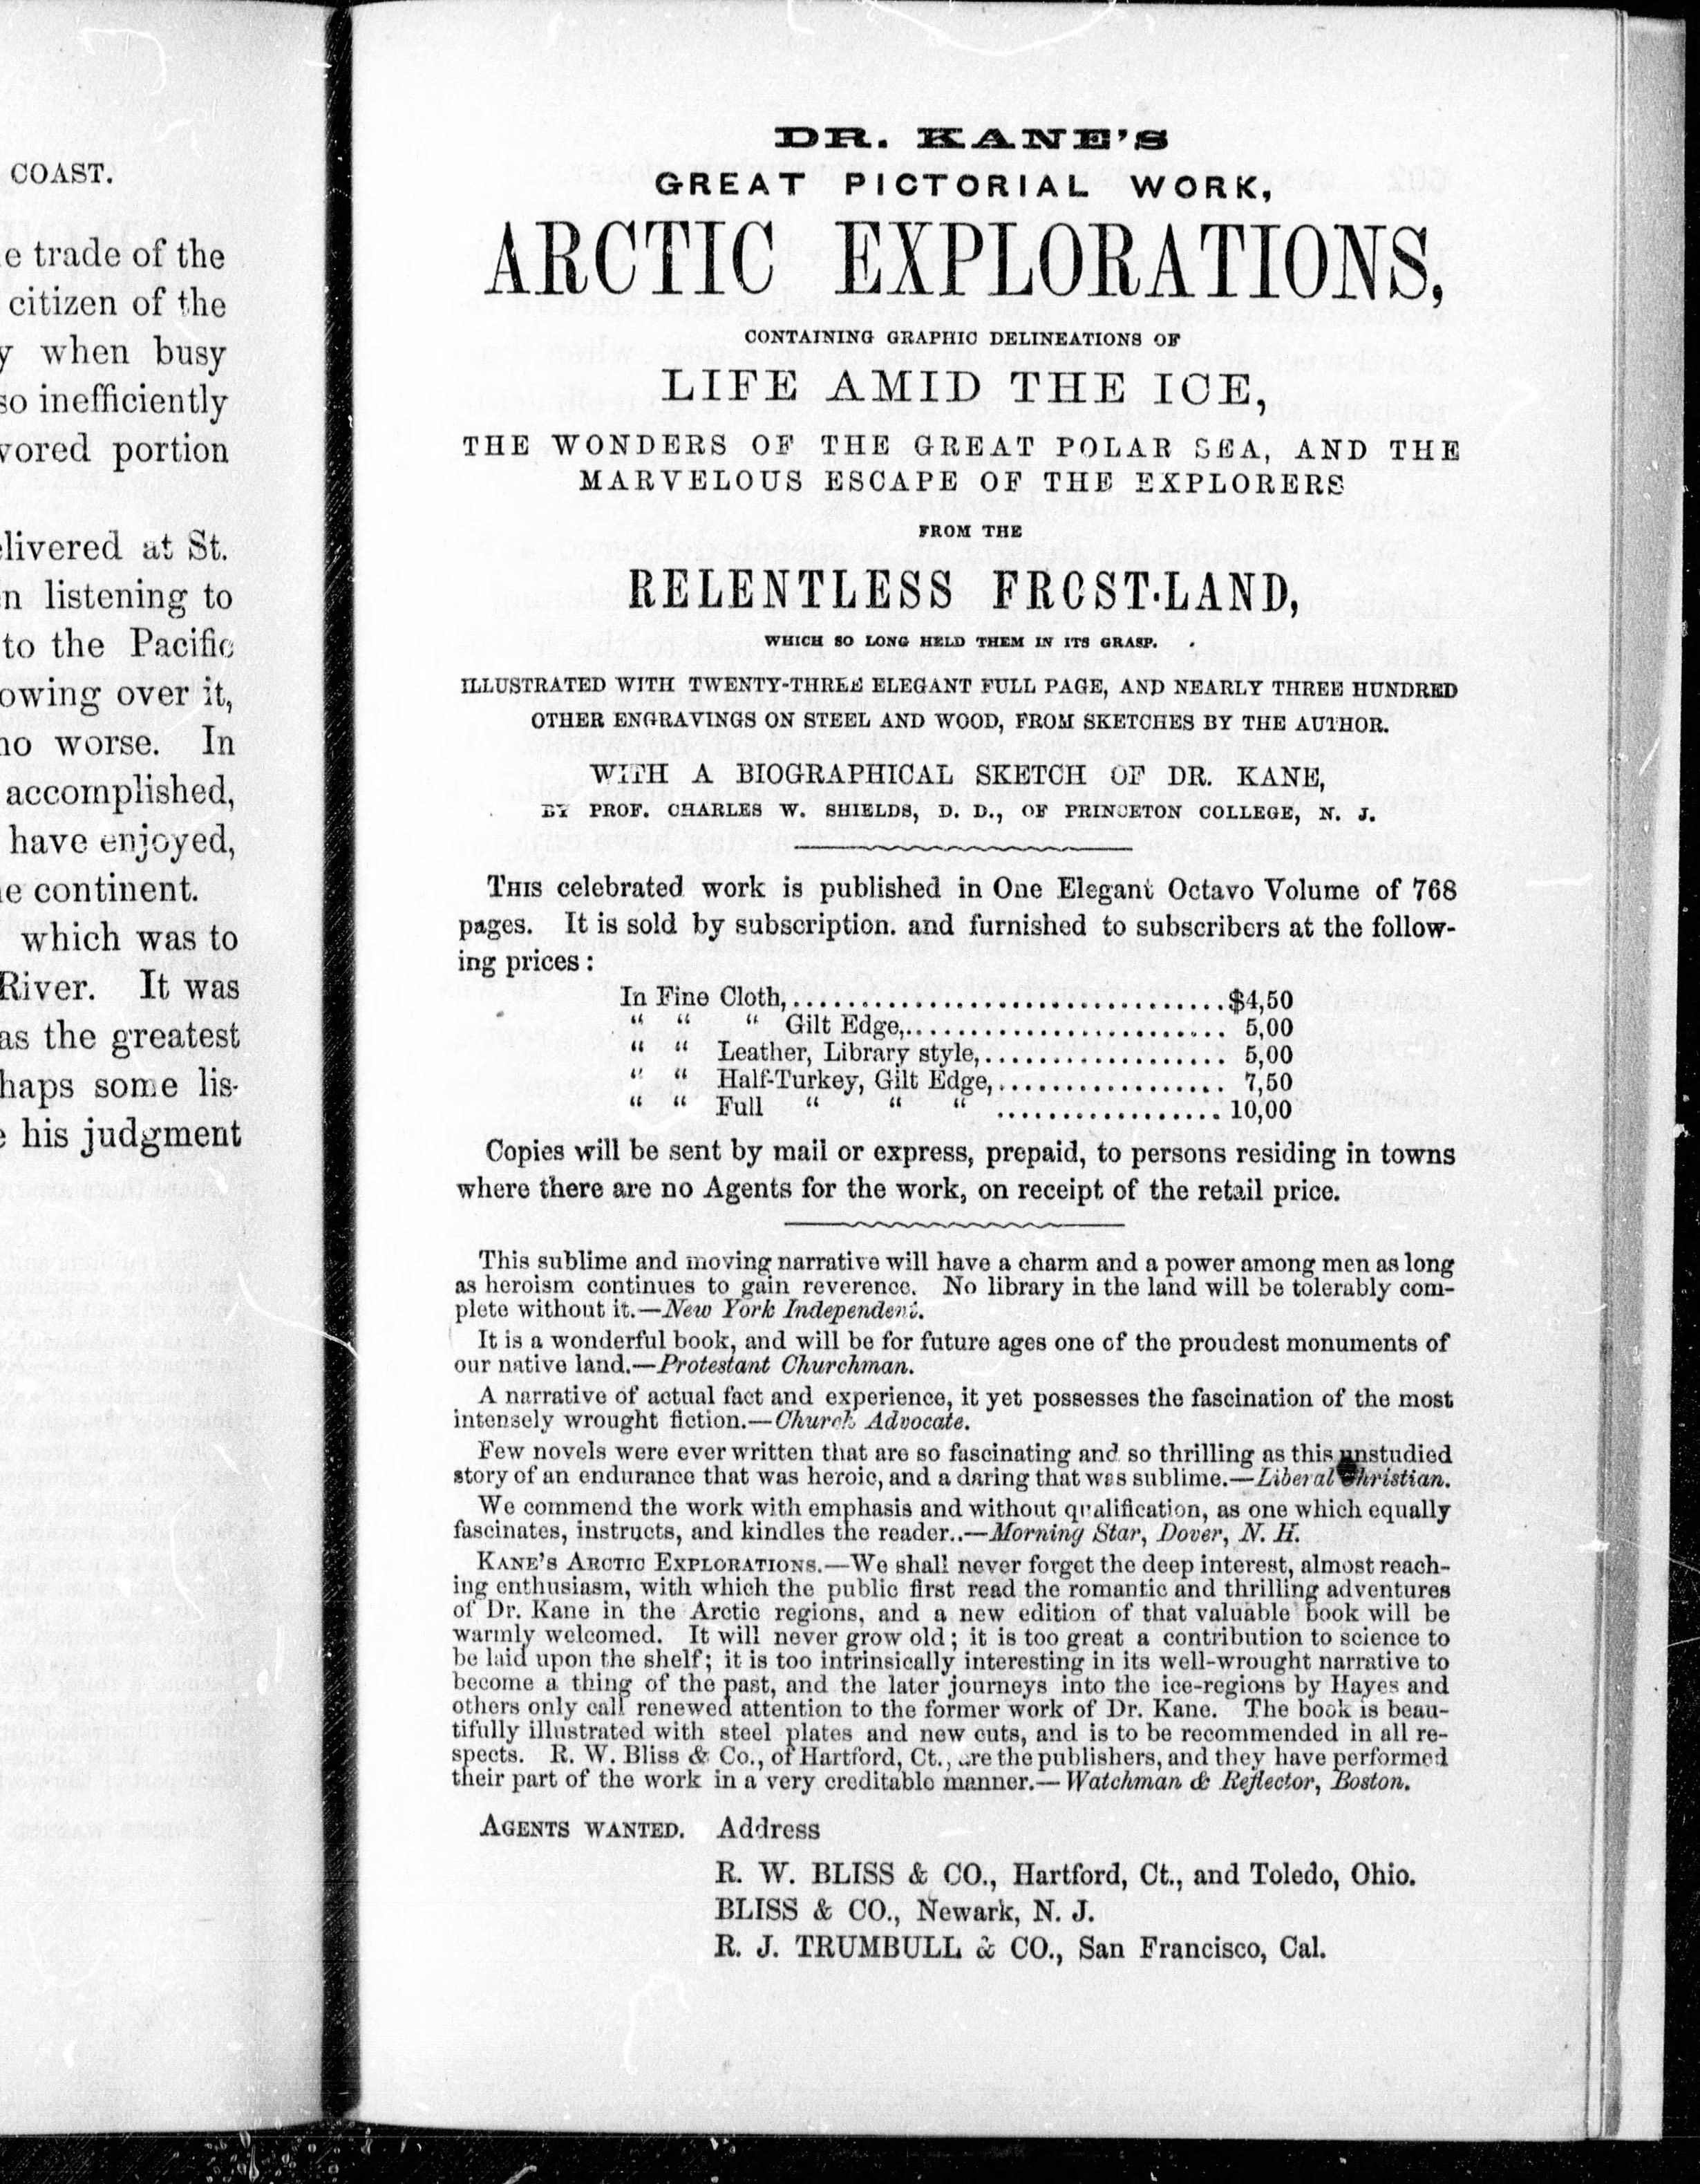 COAST.
e trade of the
citizen of the
y when busy
so inefficiently
vored portion
elivered at St.
n listening to
to the Pacific
owing over it,
no worse. In
accomplished,
have enjoyed,
e continent.
which was to
River. It was
as the greatest
haps some lis-
e his judgment
DR. KANE'S
GREAT PICTORIAL WORK,
ARCTIC EXPLORATIONS,
CONTAINING GRAPHIC DELINEATIONS OF
LIFE AMID THE ICE,
THE WONDERS OF THE GREAT POLAR SEA, AND THE
MARVELOUS ESCAPE OF THE EXPLORERS
FROM THE
RELENTLESS FROST-LAND,
WHICH SO LONG HELD THEM IN ITS GRASP.
ILLUSTRATED WITH TWENTY-THREE ELEGANT FULL PAGE, AND NEARLY THREE HUNDRED
OTHER ENGRAVINGS ON STEEL AND WOOD, FROM SKETCHES BY THE AUTHOR.
WITH A BIOGRAPHICAL SKETCH OF DR. KANE,
BY PROF. CHARLES W. SHIELDS, D. D., OF PRINCETON COLLEGE, N. J.
THIS celebrated work is published in One Elegant Octavo Volume of 768
pages. It is sold by subscription. and furnished to subscribers at the follow-
ing prices:
In Fine Cloth,................................$4,50
" " " Gilt Edge,........................ 5,00
" " Leather, Library style,.................. 5,00
" " Half-Turkey, Gilt Edge,................. 7,50
" " Full " " " .................10,00
Copies will be sent by mail or express, prepaid, to persons residing in towns
where there are no Agents for the work, on receipt of the retail price.
This sublime and moving narrative will have a charm and a power among men as long
as heroism continues to gain reverence. No library in the land will be tolerably com-
plete without it.—New York Independent.
It is a wonderful book, and will be for future ages one of the proudest monuments of
our native land.—Protestant Churchman.
A narrative of actual fact and experience, it yet possesses the fascination of the most
intensely wrought fiction.—Church Advocate.
Few novels were ever written that are so fascinating and so thrilling as this unstudied
story of an endurance that was heroic, and a daring that was sublime.—Liberal Christian.
We commend the work with emphasis and without qualification, as one which equally
fascinates, instructs, and kindles the reader..—Morning Star, Dover, N. H.
KANE'S ARCTIC EXPLORATIONS.—We shall never forget the deep interest, almost reach-
ing enthusiasm, with which the public first read the romantic and thrilling adventures
of Dr. Kane in the Arctic regions, and a new edition of that valuable book will be
warmly welcomed. It will never grow old; it is too great a contribution to science to
be laid upon the shelf; it is too intrinsically interesting in its well-wrought narrative to
become a thing of the past, and the later journeys into the ice-regions by Hayes and
others only call renewed attention to the former work of Dr. Kane. The book is beau-
tifully illustrated with steel plates and new cuts, and is to be recommended in all re-
spects. R. W. Bliss & Co., of Hartford, Ct., are the publishers, and they have performed
their part of the work in a very creditable manner.—Watchman & Reflector, Boston.
AGENTS WANTED. Address
R. W. BLISS & CO., Hartford, Ct., and Toledo, Ohio.
BLISS & CO., Newark, N. J.
R. J. TRUMBULL & CO., San Francisco, Cal.